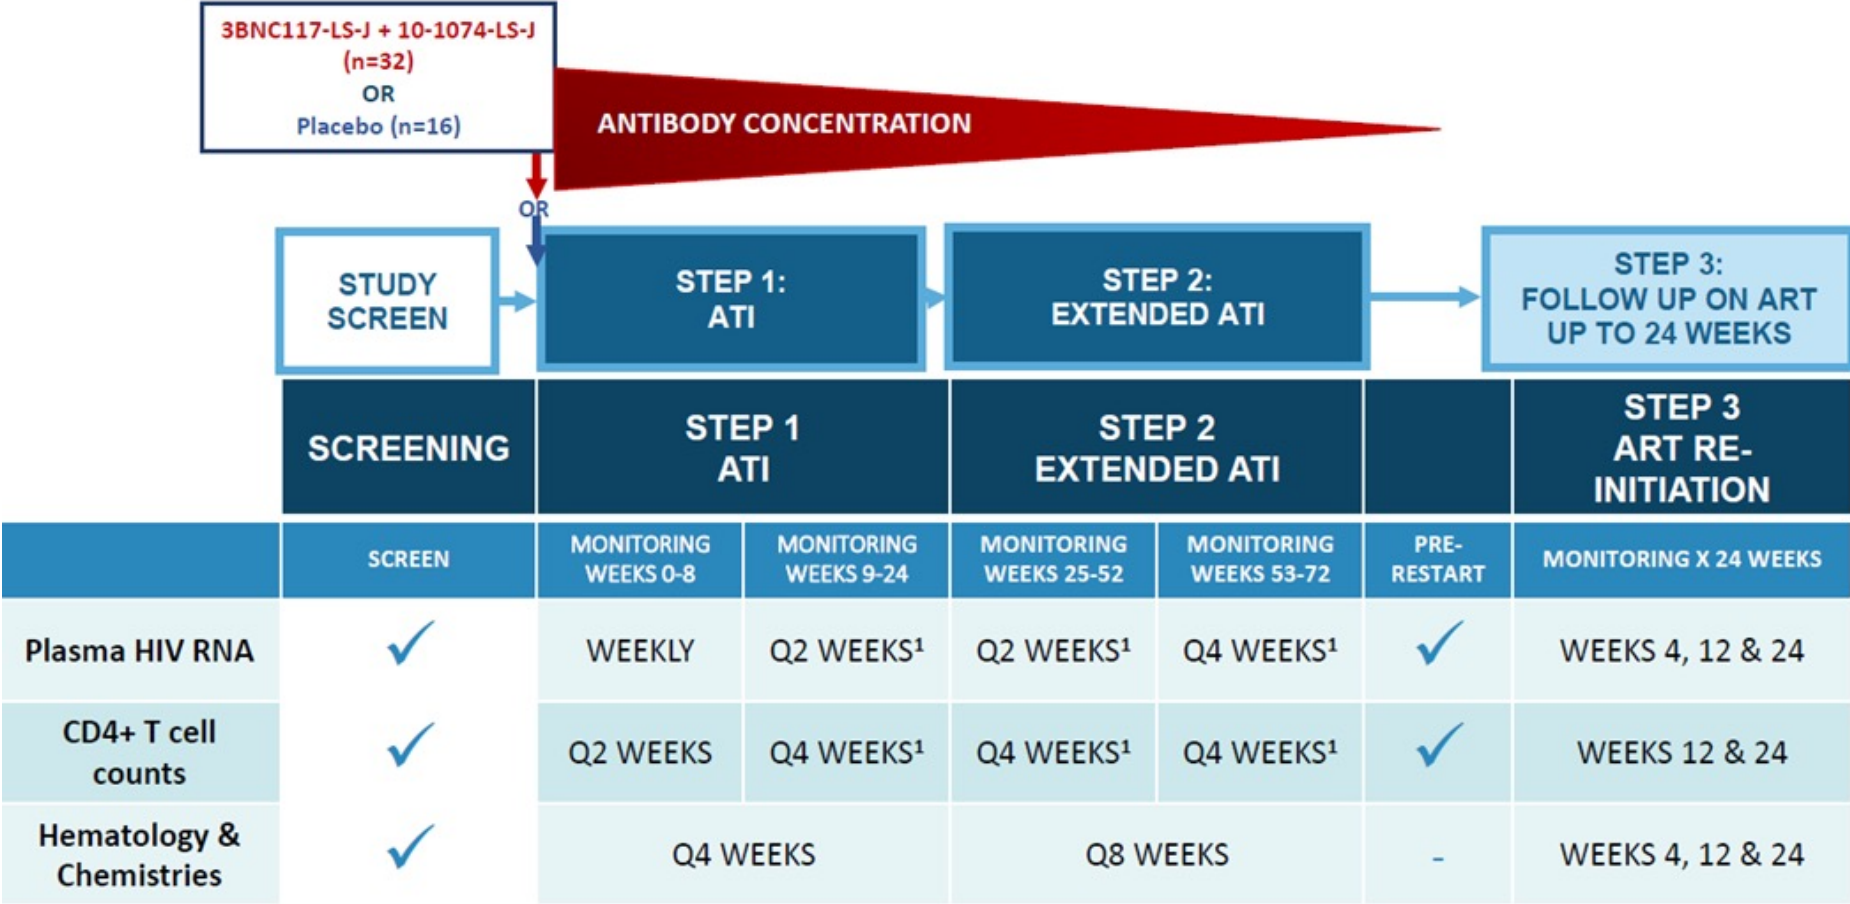 3BNC117-LS-J + 10-1074-LS-J
(n=32)
OR
Placebo (n=16)
ANTIBODY CONCENTRATION
OR
STUDY
SCREEN
STEP 1:
ATI
STEP 2:
EXTENDED ATI
STEP 3:
FOLLOW UP ON ART
UP TO 24 WEEKS
SCREENING
STEP 1
ATI
STEP 2
EXTENDED ATI
STEP 3
ART RE-
INITIATION
SCREEN
MONITORING
WEEKS 0-8
MONITORING
WEEKS 9-24
MONITORING
WEEKS 25-52
MONITORING
WEEKS 53-72
PRE-
RESTART
MONITORING X 24 WEEKS
Plasma HIV RNA
WEEKLY
Q2 WEEKS¹
Q2 WEEKS¹
Q4 WEEKS¹
WEEKS 4, 12 & 24
CD4+ T cell
counts
Q2 WEEKS
Q4 WEEKS¹
Q4 WEEKS¹
Q4 WEEKS¹
WEEKS 12 & 24
Hematology &
Chemistries
Q4 WEEKS
Q8 WEEKS
-
WEEKS 4, 12 & 24